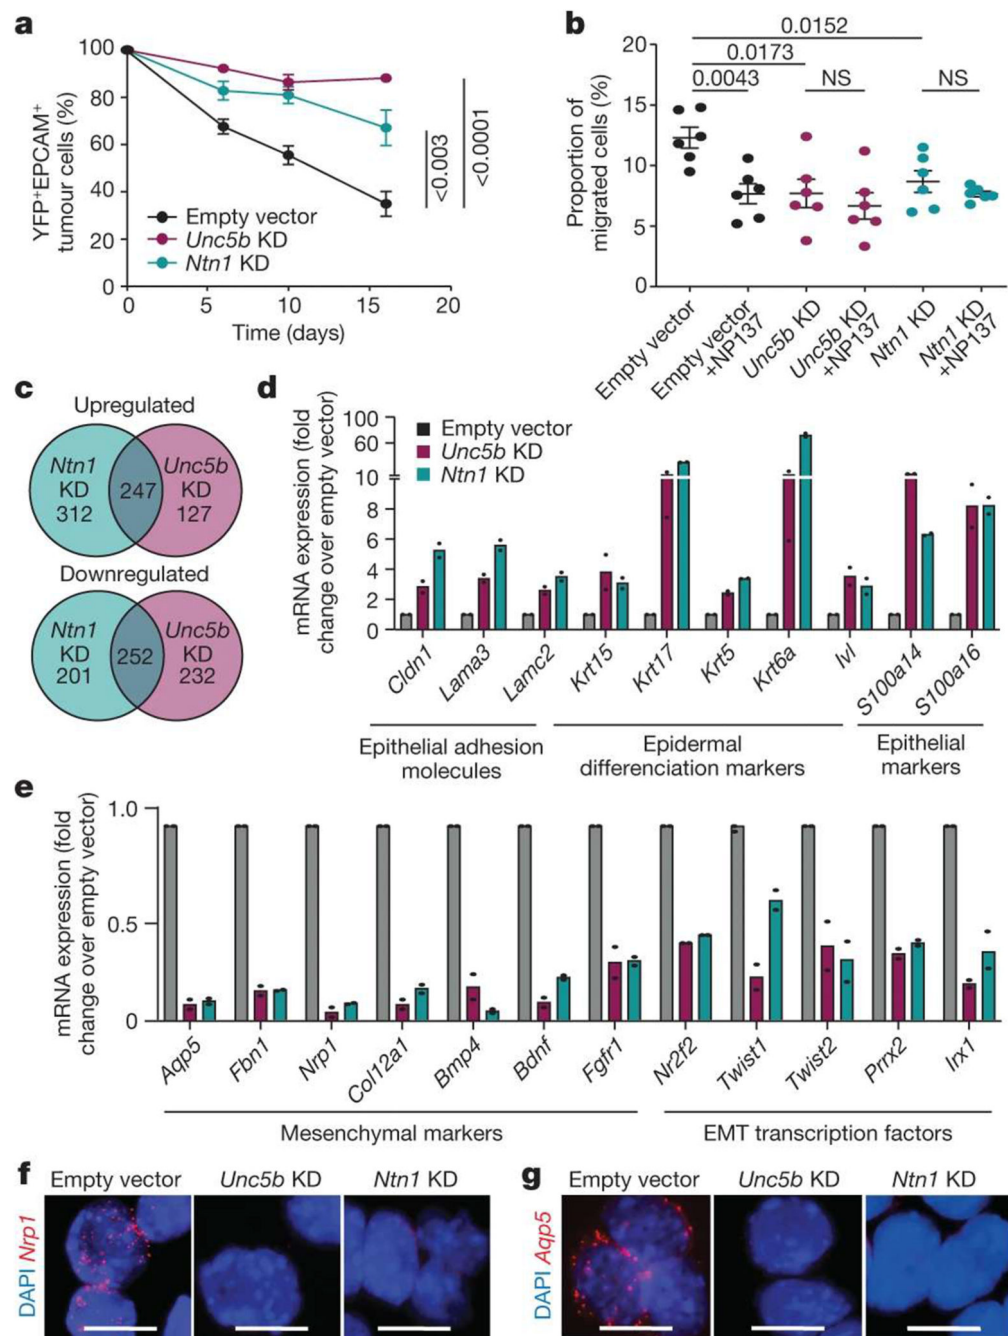 a
YFP+EPCAM+
tumour cells (%)
100
80
60
40
20
0
0
5
10
15
20
Time (days)
Empty vector
Unc5b KD
Ntn1 KD
<0.003
<0.0001
b
Proportion of
migrated cells (%)
20
15
10
5
0
0.0152
0.0173
0.0043
NS
NS
Empty vector
Empty vector
+NP137
Unc5b KD
Unc5b KD
+NP137
Ntn1 KD
Ntn1 KD
+NP137
c
Upregulated
Ntn1
KD
312
247
Unc5b
KD
127
Downregulated
Ntn1
KD
201
252
Unc5b
KD
232
d
mRNA expression (fold
change over empty vector)
100
60
10
8
6
4
2
0
Empty vector
Unc5b KD
Ntn1 KD
Cldn1
Lama3
Lamc2
Krt15
Krt17
Krt5
Krt6a
Ivl
S100a14
S100a16
Epithelial adhesion
molecules
Epidermal
differenciation markers
Epithelial
markers
e
mRNA expression (fold
change over empty vector)
1.0
0.5
0
Aqp5
Fbn1
Nrp1
Col12a1
Bmp4
Bdnf
Fgfr1
Nr2f2
Twist1
Twist2
Prrx2
Irx1
Mesenchymal markers
EMT transcription factors
f
Empty vector
Unc5b KD
Ntn1 KD
DAPI Nrp1
g
Empty vector
Unc5b KD
Ntn1 KD
DAPI Aqp5